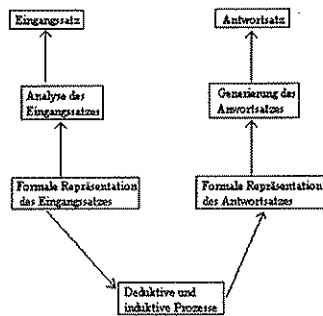 Eingangssatz
Antwortsatz
Analyse des
Eingangssatzes
Generierung des
Anwortsatzes
Formale Repräsentation
des Eingangssatzes
Formale Repräsentation
des Antwortsatzes
Deduktive und
induktive Prozesse